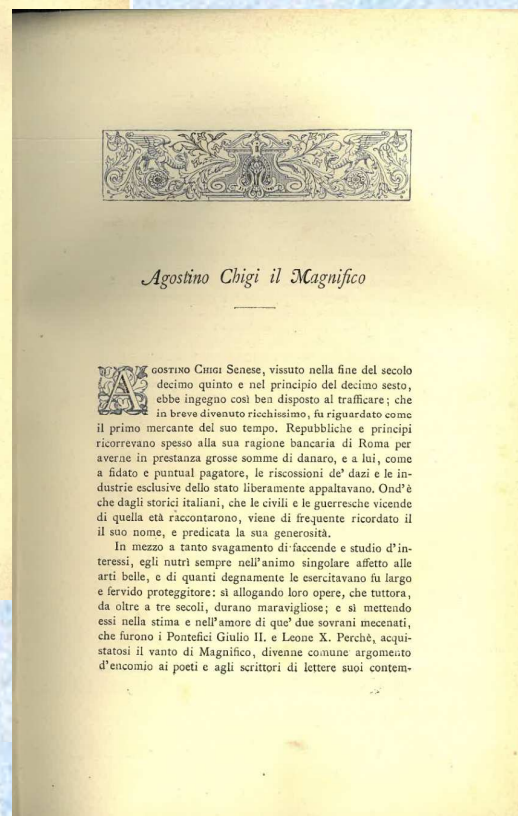 Agostino Chigi il Magnifico
AGOSTINO CHIGI Senese, vissuto nella fine del secolo
decimo quinto e nel principio del decimo sesto,
ebbe ingegno così ben disposto al trafficare; che
in breve divenuto ricchissimo, fu riguardato come
il primo mercante del suo tempo. Repubbliche e principi
ricorrevano spesso alla sua ragione bancaria di Roma per
averne in prestanza grosse somme di danaro, e a lui, come
a fidato e puntual pagatore, le riscossioni de' dazi e le in-
dustrie esclusive dello stato liberamente appaltavano. Ond'è
che dagli storici italiani, che le civili e le guerresche vicende
di quella età raccontarono, viene di frequente ricordato il
il suo nome, e predicata la sua generosità.
In mezzo a tanto svagamento di faccende e studio d'in-
teressi, egli nutrì sempre nell'animo singolare affetto alle
arti belle, e di quanti degnamente le esercitavano fu largo
e fervido proteggitore: sì allogando loro opere, che tuttora,
da oltre a tre secoli, durano maravigliose; e sì mettendo
essi nella stima e nell'amore di que' due sovrani mecenati,
che furono i Pontefici Giulio II. e Leone X. Perchè, acqui-
statosi il vanto di Magnifico, divenne comune argomento
d'encomio ai poeti e agli scrittori di lettere suoi contem-